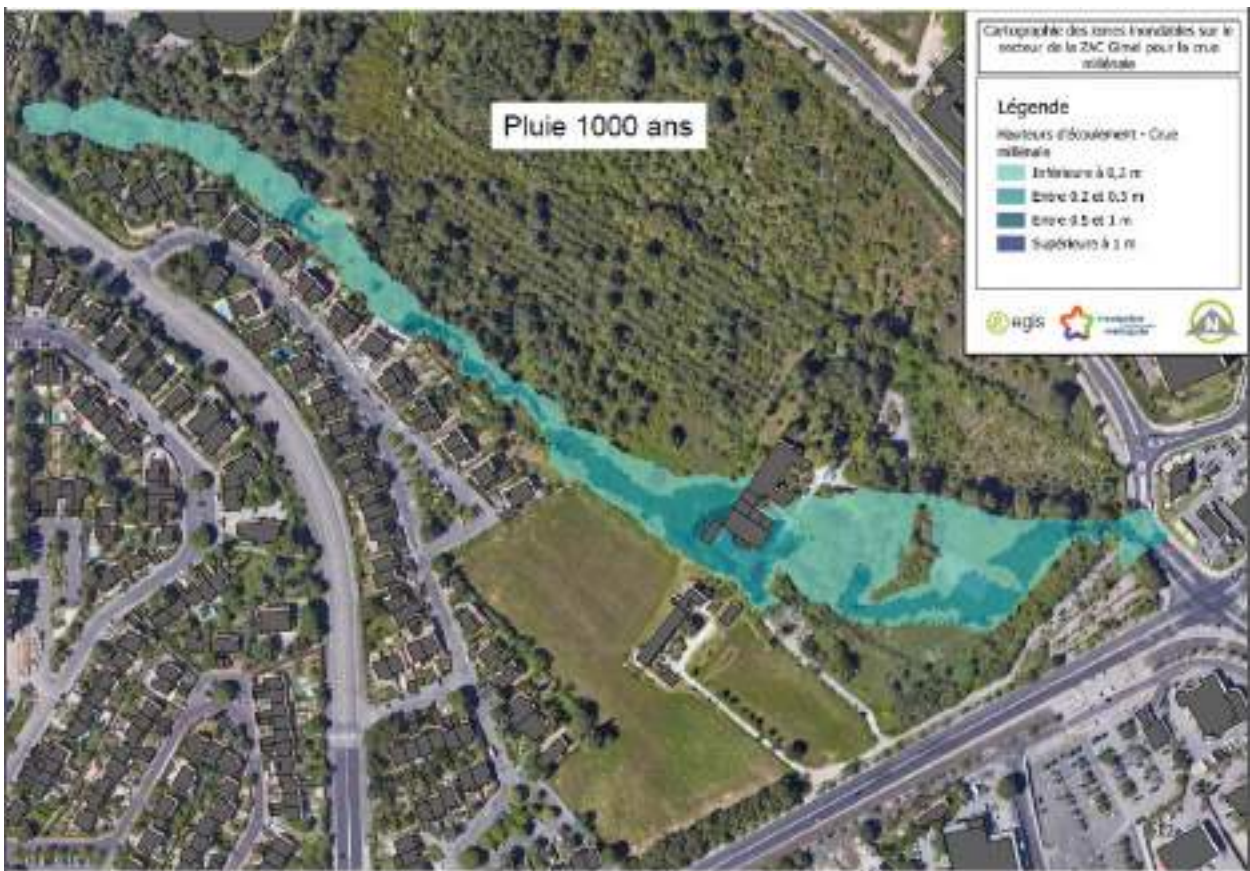 Cartographie des zones inondables sur le
secteur de la ZAC Gimel pour la crue
millénale
Pluie 1000 ans
Légende
Hauteurs d'écoulement - Crue
millénale
Inférieure à 0,2 m
Entre 0.2 et 0.5 m
Entre 0.5 et 1 m
Supérieure à 1 m
egis
N